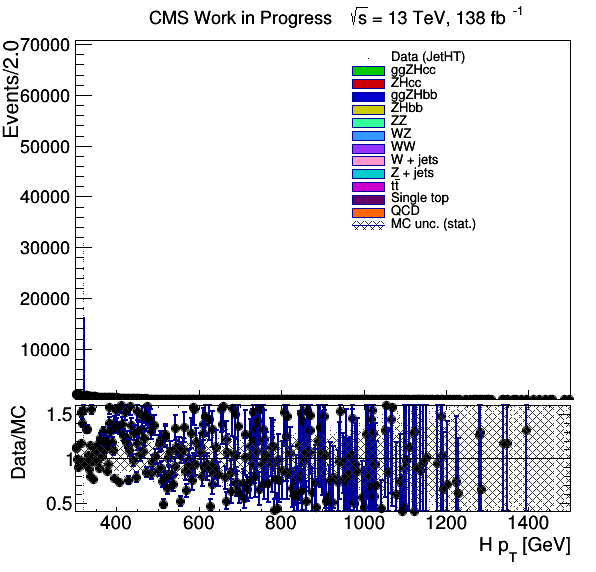 CMS Work in Progress √s = 13 TeV, 138 fb⁻¹
Events/2.0
70000
60000
50000
40000
30000
20000
10000
Data (JetHT)
ggZHcc
ZHcc
ggZHbb
ZHbb
ZZ
WZ
WW
W + jets
Z + jets
tt̄
Single top
QCD
MC unc. (stat.)
Data/MC
1.5
1
0.5
400 600 800 1000 1200 1400
H p_T [GeV]